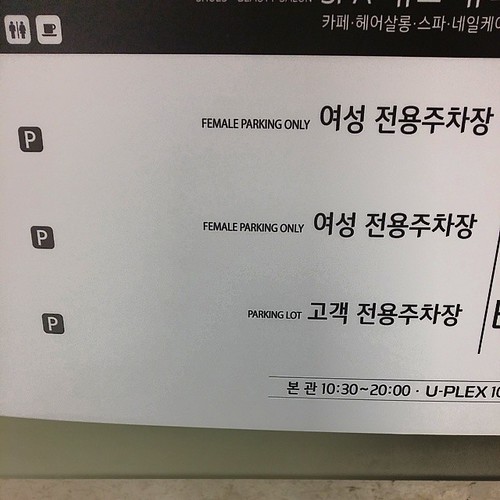 카페·헤어살롱·스파·네일케어
P FEMALE PARKING ONLY 여성 전용주차장
P FEMALE PARKING ONLY 여성 전용주차장
P PARKING LOT 고객 전용주차장
본 관 10:30~20:00 · U-PLEX 10